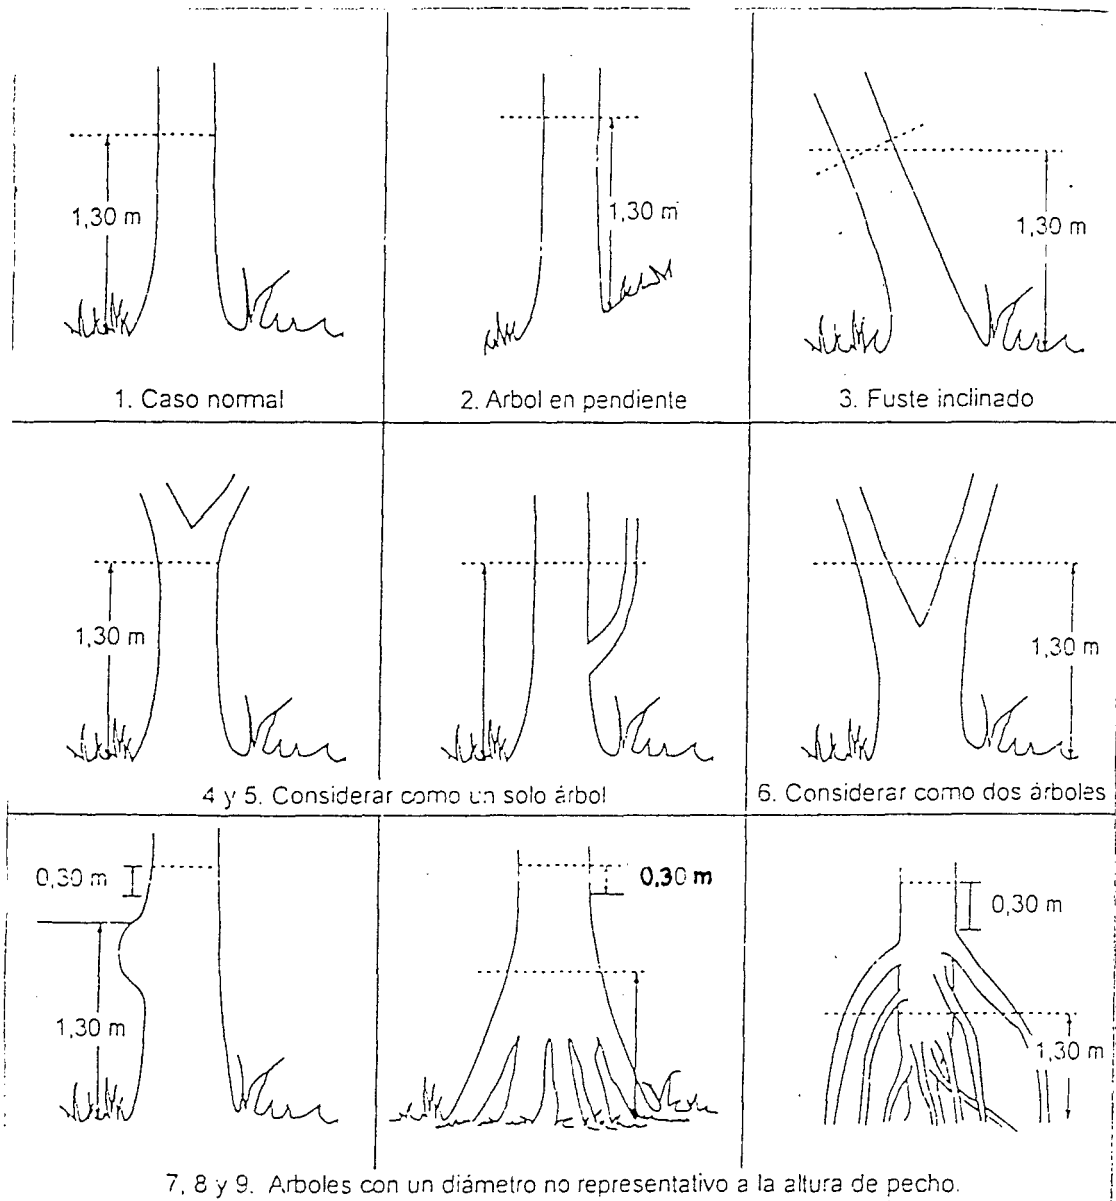 1,30 m
1,30 m
1,30 m
1. Caso normal
2. Arbol en pendiente
3. Fuste inclinado
1,30 m
1,30 m
4 y 5. Considerar como un solo árbol
6. Considerar como dos árboles
0,30 m
0,30 m
0,30 m
1,30 m
1,30 m
7, 8 y 9. Arboles con un diámetro no representativo a la altura de pecho.